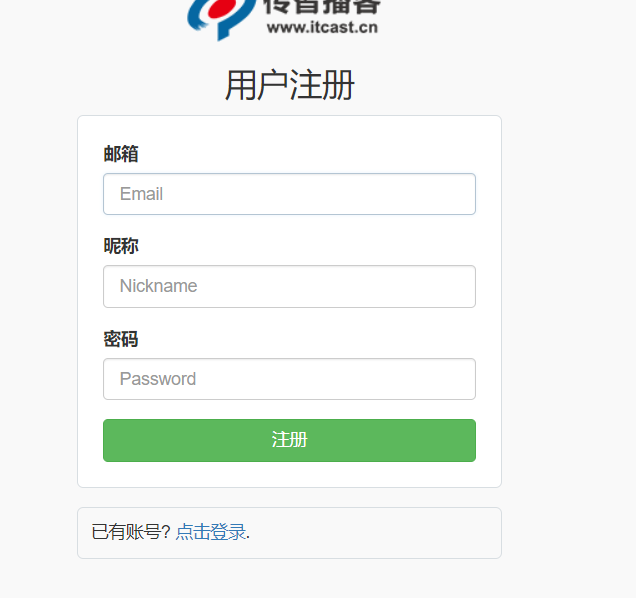 传智播客
www.itcast.cn
用户注册
邮箱
Email
昵称
Nickname
密码
Password
注册
已有账号? 点击登录.